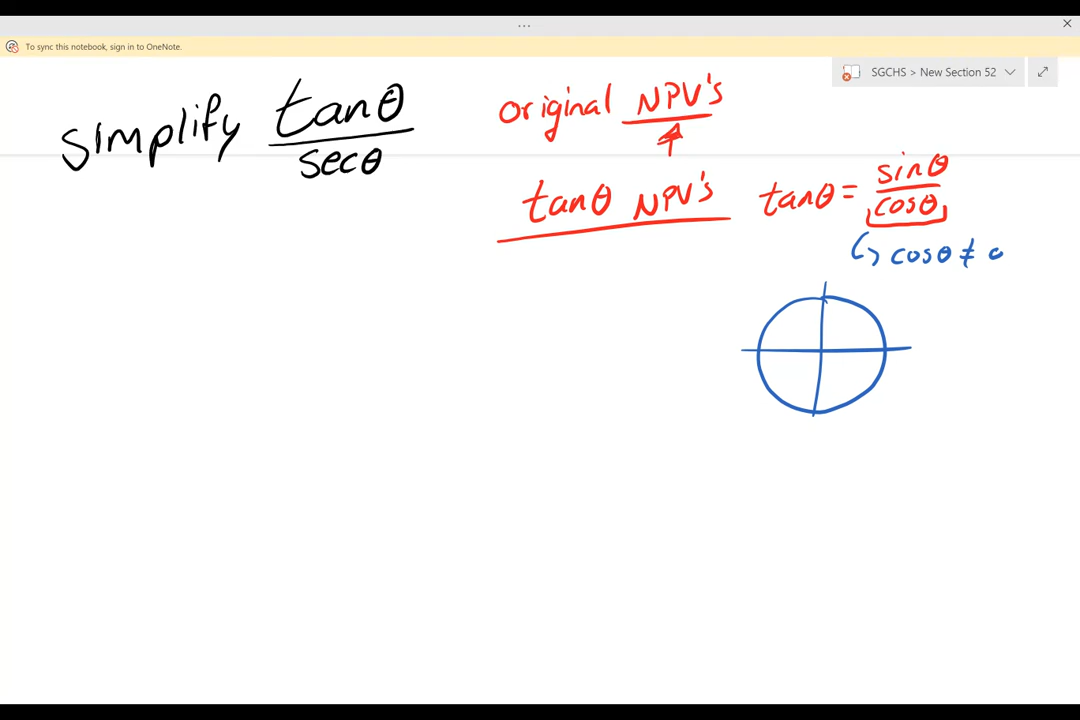 ...
To sync this notebook, sign in to OneNote.
SGCHS > New Section 52
simplify tanθ/secθ
original NPV's
tanθ NPV's
tanθ = sinθ/cosθ
↳ cosθ ≠ 0